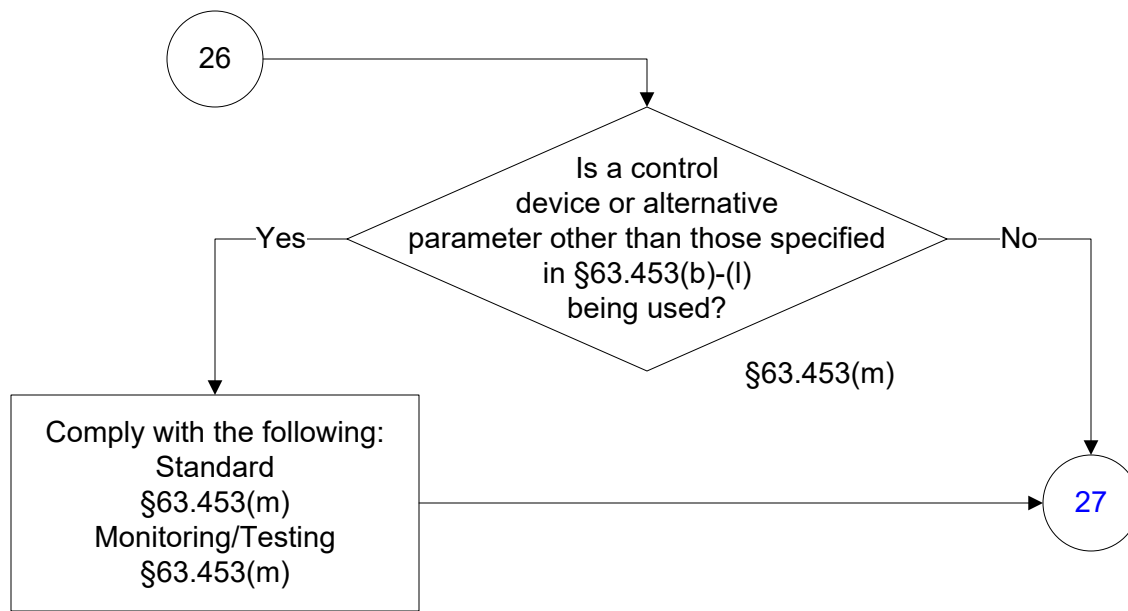 26
Is a control
device or alternative
parameter other than those specified
in §63.453(b)-(l)
being used?
Yes
No
§63.453(m)
Comply with the following:
Standard
§63.453(m)
Monitoring/Testing
§63.453(m)
27